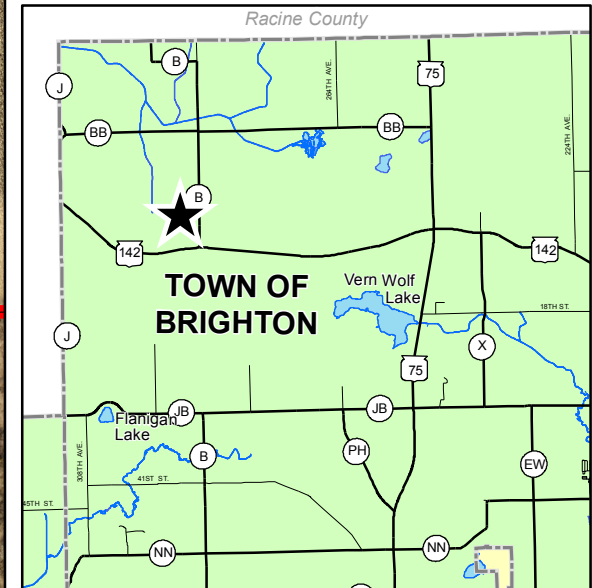 Racine County
B
75
J
264TH AVE.
224TH AVE.
BB
BB
B
142
142
TOWN OF
BRIGHTON
Vern Wolf
Lake
18TH ST.
J
X
75
JB
JB
Flanigan
Lake
308TH AVE.
B
PH
EW
41ST ST.
45TH ST.
NN
NN